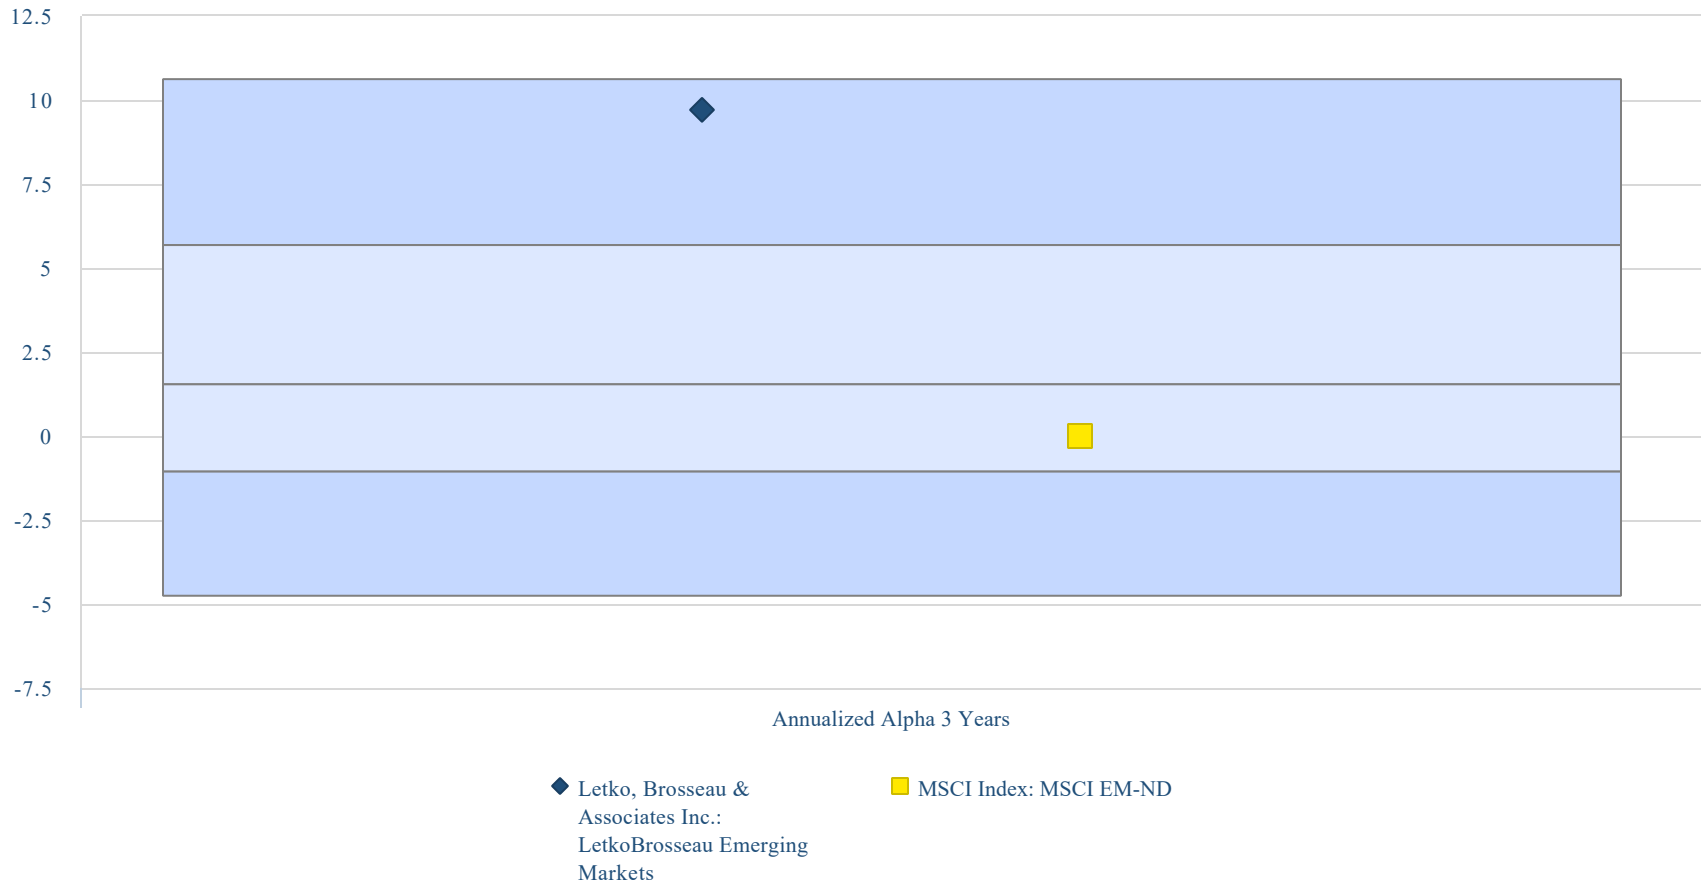 12.5
10
7.5
5
2.5
0
-2.5
-5
-7.5
Annualized Alpha 3 Years
Letko, Brosseau &
Associates Inc.:
LetkoBrosseau Emerging
Markets
MSCI Index: MSCI EM-ND